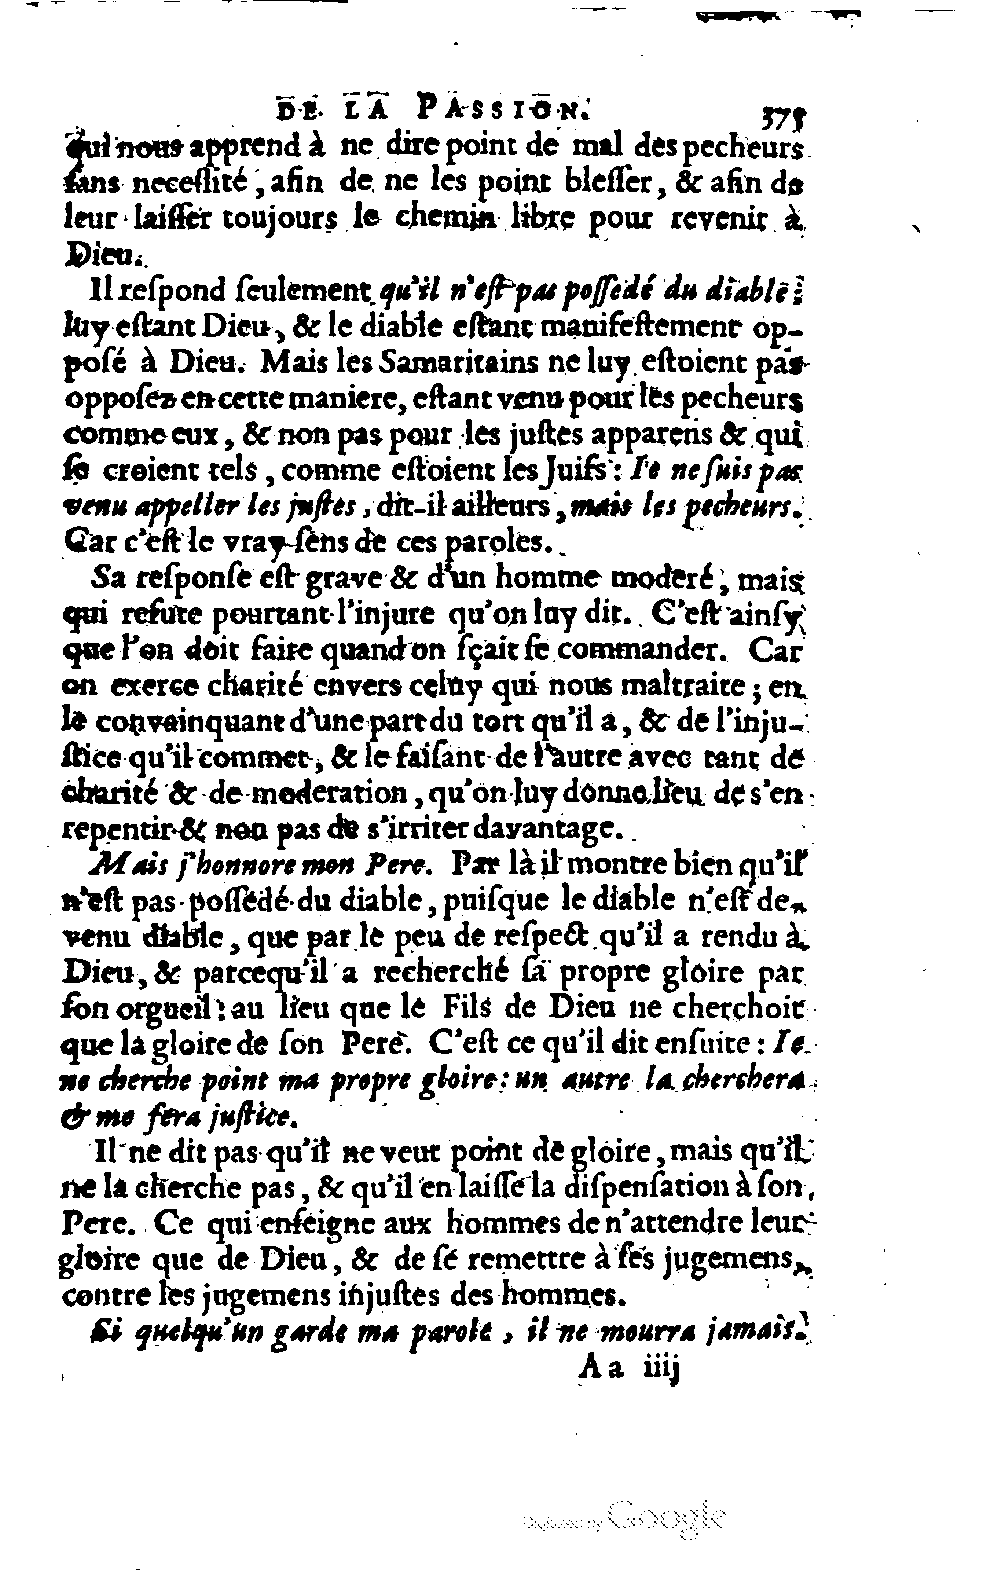 DE LA PASSION. 375
qui nous apprend à ne dire point de mal des pecheurs
ſans neceſſité, afin de ne les point bleſſer, & afin de
leur laiſſer toujours le chemin libre pour revenir à
Dieu.
Il reſpond ſeulement qu'il n'eſt pas poſſedé du diable:
luy eſtant Dieu, & le diable eſtant manifeſtement op-
poſé à Dieu. Mais les Samaritains ne luy eſtoient pas
oppoſez en cette maniere, eſtant venu pour les pecheurs
comme eux, & non pas pour les juſtes apparens & qui
ſe croient tels, comme eſtoient les Juifs: Ie ne ſuis pas
venu appeller les juſtes, dit-il ailleurs, mais les pecheurs.
Car c'eſt le vray ſens de ces paroles.
Sa reſponſe eſt grave & d'un homme moderé, mais
qui refute pourtant l'injure qu'on luy dit. C'eſt ainſy
que l'on doit faire quand on ſçait ſe commander. Car
on exerce charité envers celuy qui nous maltraite; en
le convainquant d'une part du tort qu'il a, & de l'inju-
ſtice qu'il commet, & le faiſant de l'autre avec tant de
charité & de moderation, qu'on luy donne lieu de s'en
repentir & non pas de s'irriter davantage.
Mais j'honnore mon Pere. Par là il montre bien qu'il
n'eſt pas poſſedé du diable, puiſque le diable n'eſt de-
venu diable, que par le peu de reſpect qu'il a rendu à
Dieu, & parcequ'il a recherché ſa propre gloire par
ſon orgueil: au lieu que le Fils de Dieu ne cherchoit
que la gloire de ſon Pere. C'eſt ce qu'il dit enſuite: Ie
ne cherche point ma propre gloire: un autre la cherchera
& me fera juſtice.
Il ne dit pas qu'il ne veut point de gloire, mais qu'il
ne la cherche pas, & qu'il en laiſſe la diſpenſation à ſon
Pere. Ce qui enſeigne aux hommes de n'attendre leur
gloire que de Dieu, & de ſe remettre à ſes jugemens,
contre les jugemens injuſtes des hommes.
Si quelqu'un garde ma parole, il ne mourra jamais.
Aa iiij
Digitized by Google